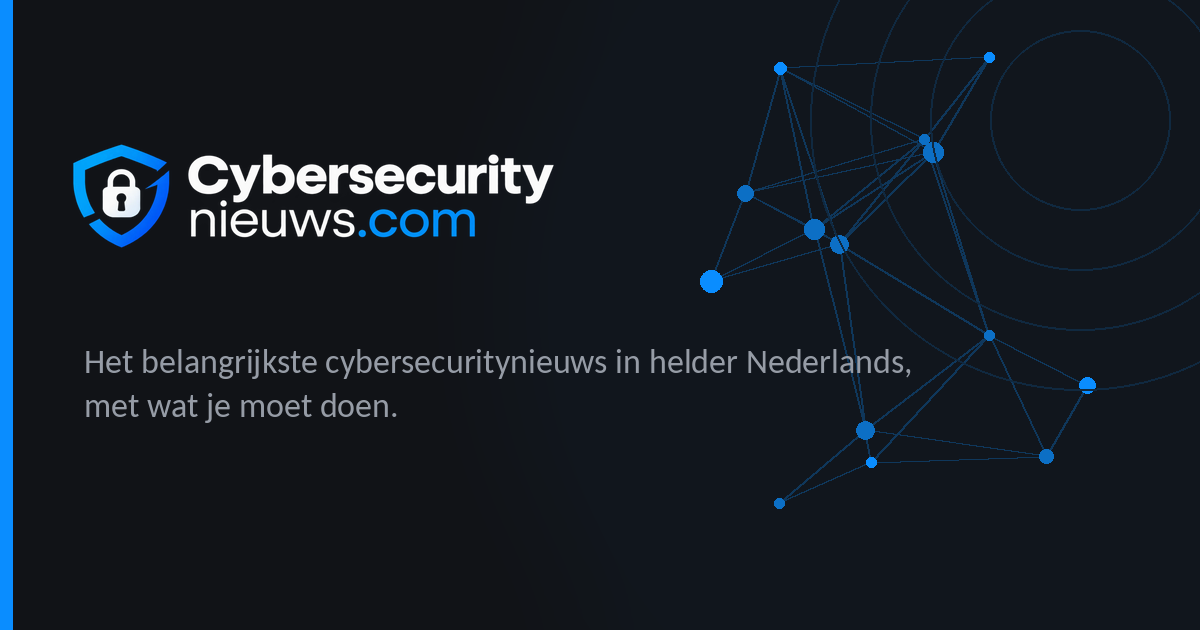 Cybersecurity
nieuws.com
Het belangrijkste cybersecuritynieuws in helder Nederlands,
met wat je moet doen.